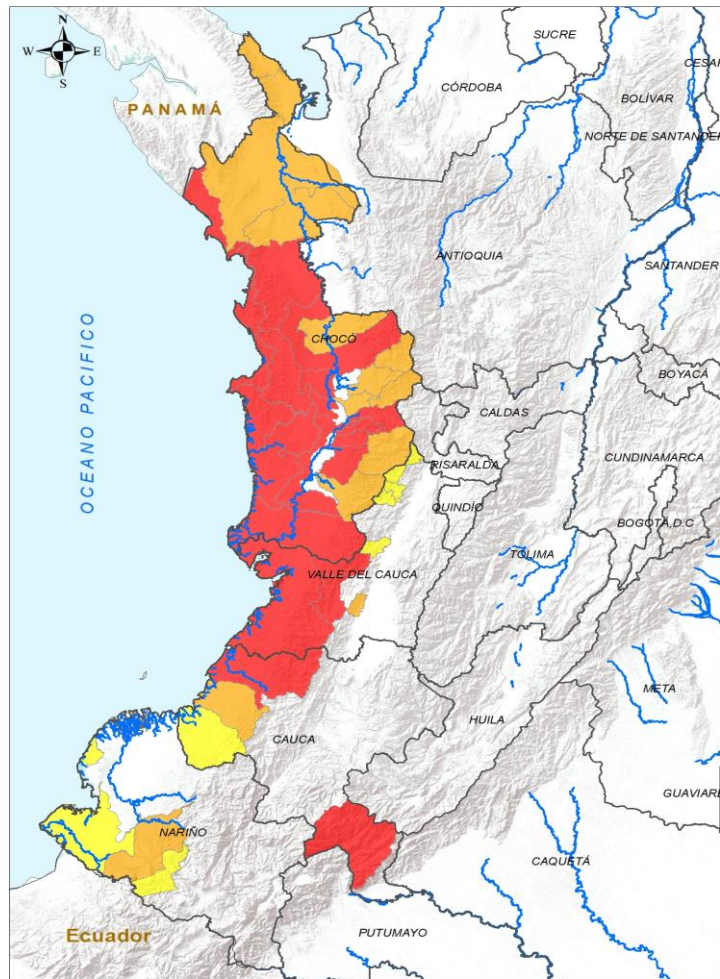 N
W E
S
PANAMÁ
SUCRE
CÓRDOBA
CESAR
BOLÍVAR
NORTE DE SANTANDER
ANTIOQUIA
SANTANDER
OCEANO PACIFICO
CHOCÓ
BOYACÁ
CALDAS
CUNDINAMARCA
RISARALDA
QUINDÍO
BOGOTÁ, D.C
TOLIMA
VALLE DEL CAUCA
META
HUILA
CAUCA
GUAVIARE
NARIÑO
CAQUETÁ
PUTUMAYO
Ecuador